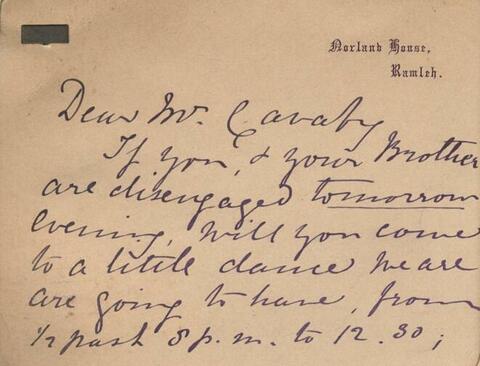 Norland House,
Ramleh.
Dear Mr. Cavafy
If you, & your Brother
are disengaged tomorrow
evening, will you come
to a little dance we are
are going to have, from
1/2 past 8 p.m. to 12.30;